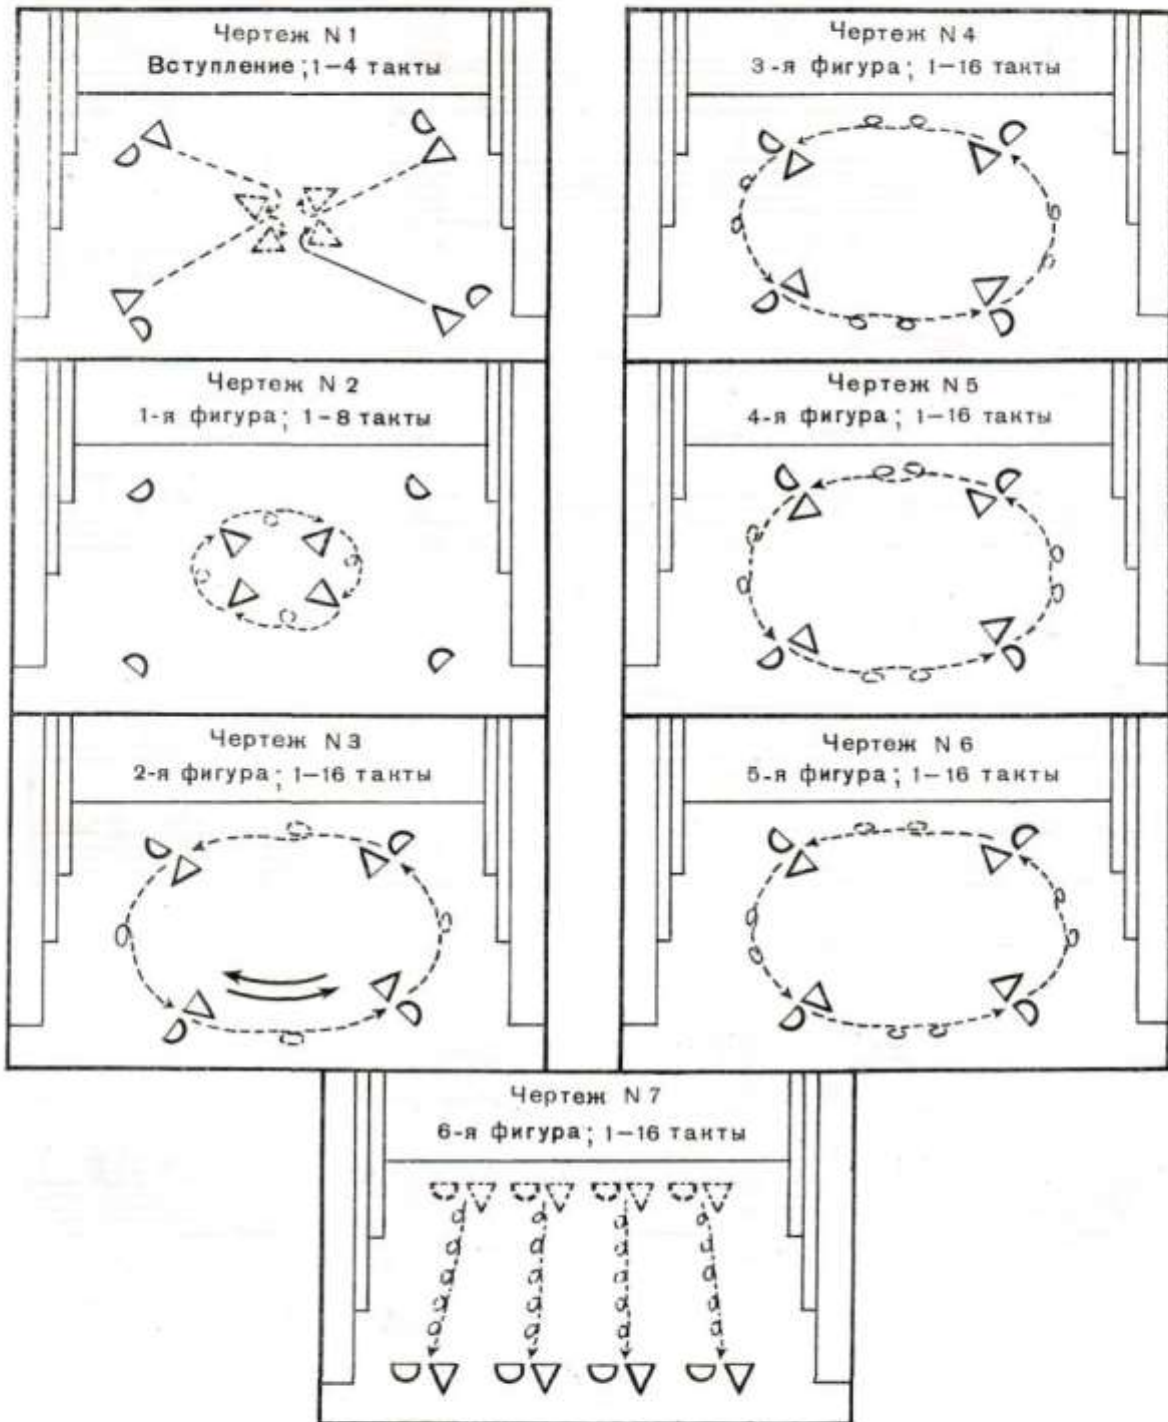 Чертеж N 1
Вступление; 1–4 такты
Чертеж N 2
1-я фигура; 1–8 такты
Чертеж N 3
2-я фигура; 1–16 такты
Чертеж N 4
3-я фигура; 1–16 такты
Чертеж N 5
4-я фигура; 1–16 такты
Чертеж N 6
5-я фигура; 1–16 такты
Чертеж N 7
6-я фигура; 1–16 такты